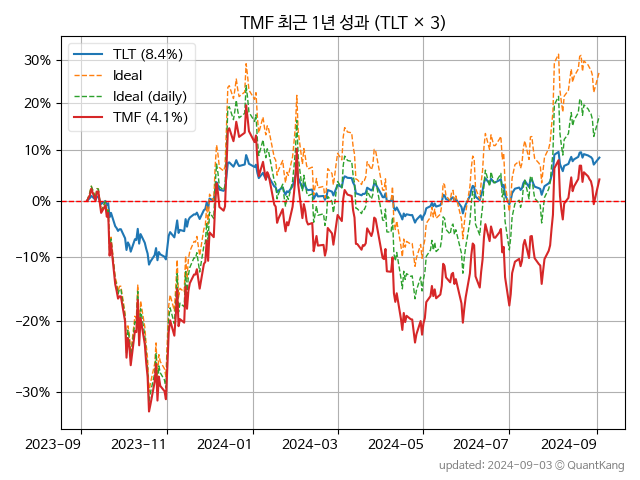 TMF 최근 1년 성과 (TLT × 3)
TLT (8.4%)
Ideal
Ideal (daily)
TMF (4.1%)
30%
20%
10%
0%
−10%
−20%
−30%
2023-09 2023-11 2024-01 2024-03 2024-05 2024-07 2024-09
updated: 2024-09-03 ⓒ QuantKang